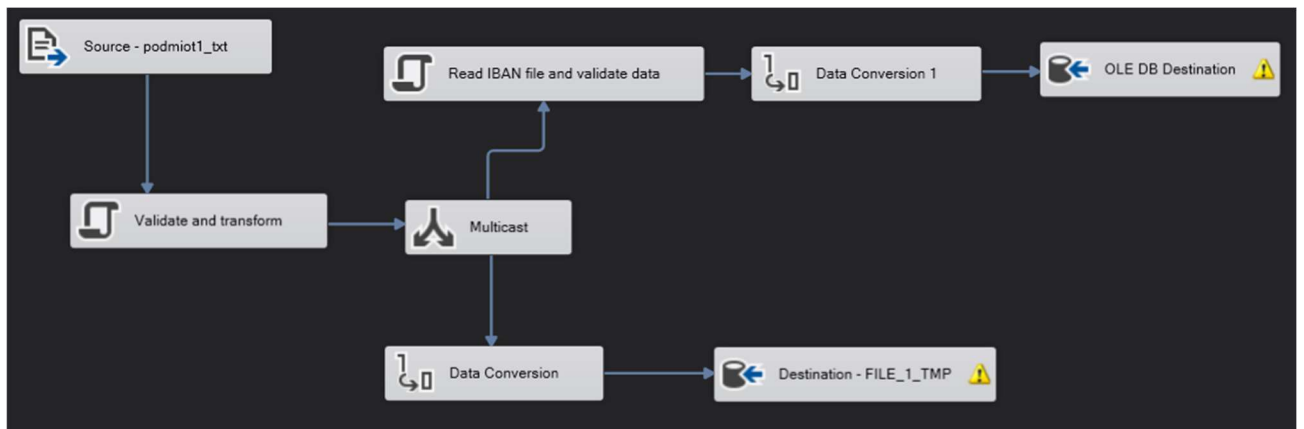 Source - podmiot1_txt
Read IBAN file and validate data
Data Conversion 1
OLE DB Destination
Validate and transform
Multicast
Data Conversion
Destination - FILE_1_TMP